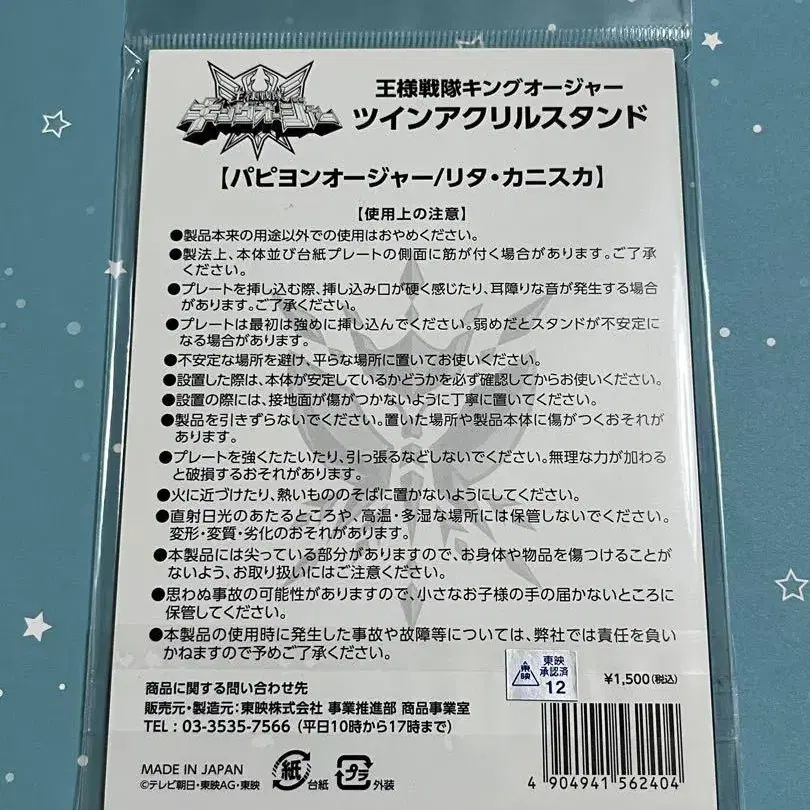 キングオージャー
王様戦隊キングオージャー
ツインアクリルスタンド
【パピヨンオージャー/リタ・カニスカ】
【使用上の注意】
●製品本来の用途以外での使用はおやめください。
●製法上、本体並び台紙プレートの側面に筋が付く場合があります。ご了承
ください。
●プレートを挿し込む際、挿し込み口が硬く感じたり、耳障りな音が発生する場合
があります。ご了承ください。
●プレートは最初は強めに挿し込んでください。弱めだとスタンドが不安定に
なる場合があります。
●不安定な場所を避け、平らな場所に置いてお使いください。
●設置した際は、本体が安定しているかどうかを必ず確認してからお使いください。
●設置の際には、接地面が傷がつかないように丁寧に置いてください。
●製品を引きずらないでください。置いた場所や製品本体に傷がつくおそれが
あります。
●プレートを強くたたいたり、引っ張るなどしないでください。無理な力が加わる
と破損するおそれがあります。
●火に近づけたり、熱いもののそばに置かないようにしてください。
●直射日光のあたるところや、高温・多湿な場所には保管しないでください。
変形・変質・劣化のおそれがあります。
●本製品には尖っている部分がありますので、お身体や物品を傷つけることが
ないよう、お取り扱いにはご注意ください。
●思わぬ事故の可能性がありますので、小さなお子様の手の届かないところに
保管してください。
●本製品の使用時に発生した事故や故障等については、弊社では責任を負い
かねますので予めご了承ください。
東映
承認済
12
東映
¥1,500(税込)
商品に関する問い合わせ先
販売元・製造元:東映株式会社 事業推進部 商品事業室
TEL : 03-3535-7566 (平日10時から17時まで)
MADE IN JAPAN
©テレビ朝日・東映AG・東映
紙
台紙
プラ
外装
4 904941 562404